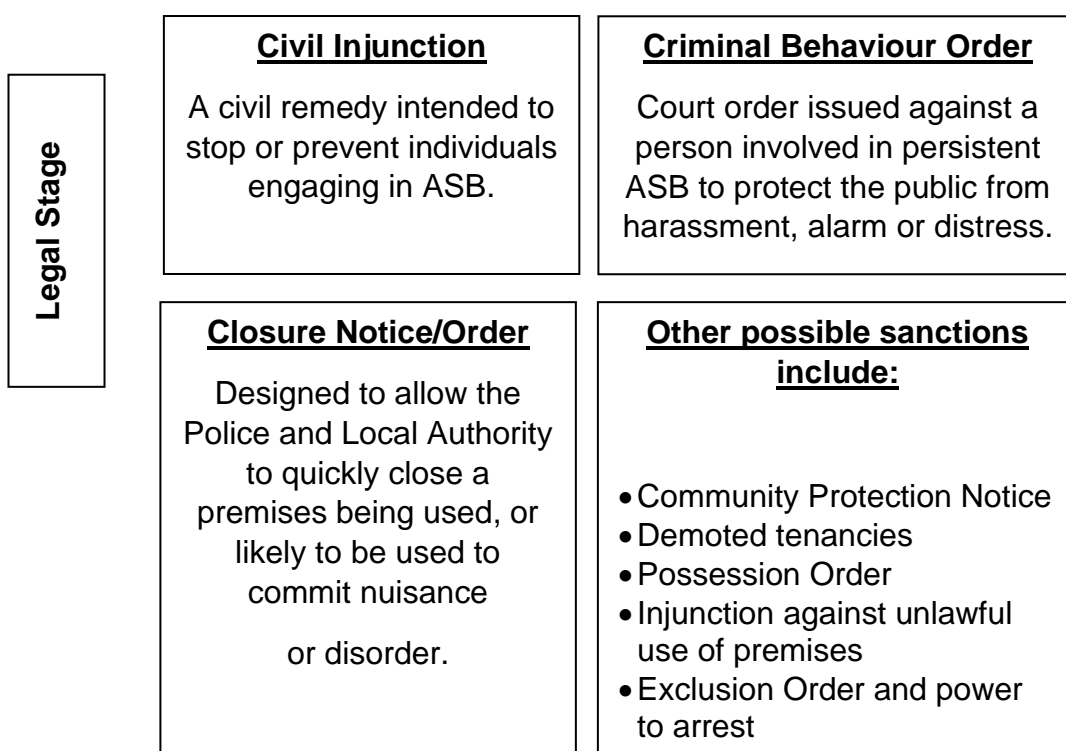 Legal Stage
Civil Injunction
A civil remedy intended to
stop or prevent individuals
engaging in ASB.
Criminal Behaviour Order
Court order issued against a
person involved in persistent
ASB to protect the public from
harassment, alarm or distress.
Closure Notice/Order
Designed to allow the
Police and Local Authority
to quickly close a
premises being used, or
likely to be used to
commit nuisance
or disorder.
Other possible sanctions
include:
•Community Protection Notice
•Demoted tenancies
•Possession Order
•Injunction against unlawful
use of premises
•Exclusion Order and power
to arrest